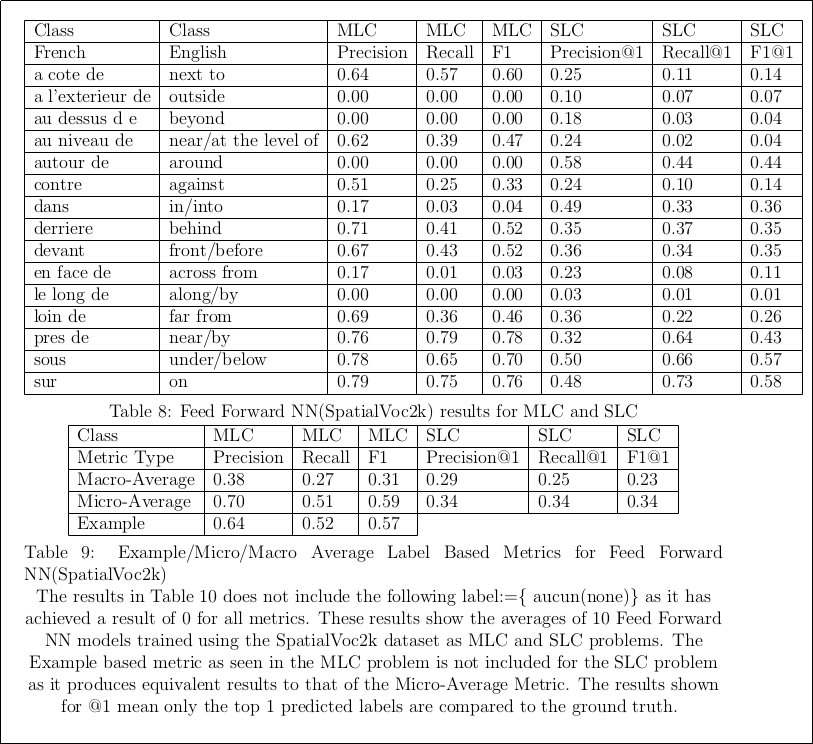 Class Class MLC MLC MLC SLC SLC SLC
French English Precision Recall F1 Precision@1 Recall@1 F1@1
a cote de next to 0.64 0.57 0.60 0.25 0.11 0.14
a l'exterieur de outside 0.00 0.00 0.00 0.10 0.07 0.07
au dessus d e beyond 0.00 0.00 0.00 0.18 0.03 0.04
au niveau de near/at the level of 0.62 0.39 0.47 0.24 0.02 0.04
autour de around 0.00 0.00 0.00 0.58 0.44 0.44
contre against 0.51 0.25 0.33 0.24 0.10 0.14
dans in/into 0.17 0.03 0.04 0.49 0.33 0.36
derriere behind 0.71 0.41 0.52 0.35 0.37 0.35
devant front/before 0.67 0.43 0.52 0.36 0.34 0.35
en face de across from 0.17 0.01 0.03 0.23 0.08 0.11
le long de along/by 0.00 0.00 0.00 0.03 0.01 0.01
loin de far from 0.69 0.36 0.46 0.36 0.22 0.26
pres de near/by 0.76 0.79 0.78 0.32 0.64 0.43
sous under/below 0.78 0.65 0.70 0.50 0.66 0.57
sur on 0.79 0.75 0.76 0.48 0.73 0.58
Table 8: Feed Forward NN(SpatialVoc2k) results for MLC and SLC
Class MLC MLC MLC SLC SLC SLC
Metric Type Precision Recall F1 Precision@1 Recall@1 F1@1
Macro-Average 0.38 0.27 0.31 0.29 0.25 0.23
Micro-Average 0.70 0.51 0.59 0.34 0.34 0.34
Example 0.64 0.52 0.57
Table 9: Example/Micro/Macro Average Label Based Metrics for Feed Forward
NN(SpatialVoc2k)
The results in Table 10 does not include the following label:={ aucun(none)} as it has
achieved a result of 0 for all metrics. These results show the averages of 10 Feed Forward
NN models trained using the SpatialVoc2k dataset as MLC and SLC problems. The
Example based metric as seen in the MLC problem is not included for the SLC problem
as it produces equivalent results to that of the Micro-Average Metric. The results shown
for @1 mean only the top 1 predicted labels are compared to the ground truth.